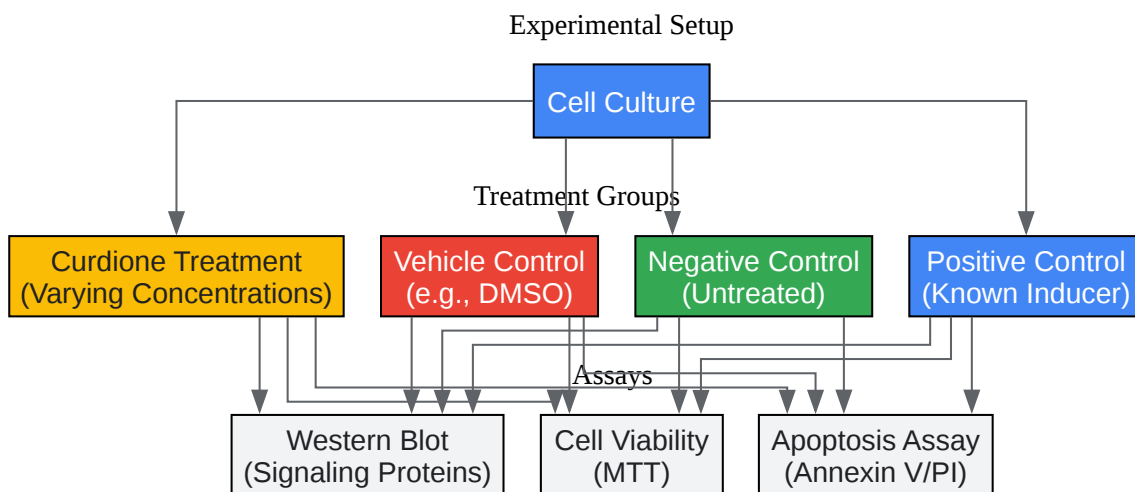 Experimental Setup
Cell Culture
Treatment Groups
Curdione Treatment
(Varying Concentrations)
Vehicle Control
(e.g., DMSO)
Negative Control
(Untreated)
Positive Control
(Known Inducer)
Assays
Western Blot
(Signaling Proteins)
Cell Viability
(MTT)
Apoptosis Assay
(Annexin V/PI)